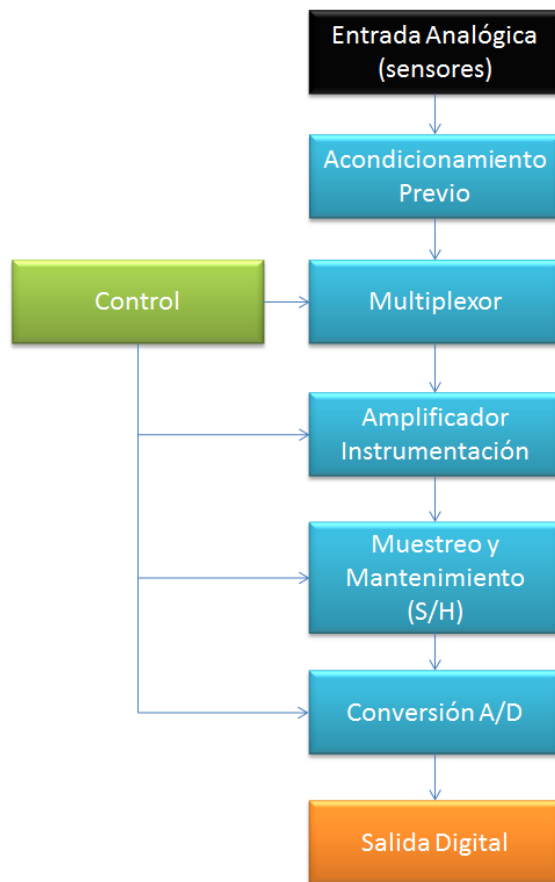 Entrada Analógica
(sensores)
Acondicionamiento
Previo
Control
Multiplexor
Amplificador
Instrumentación
Muestreo y
Mantenimiento
(S/H)
Conversión A/D
Salida Digital